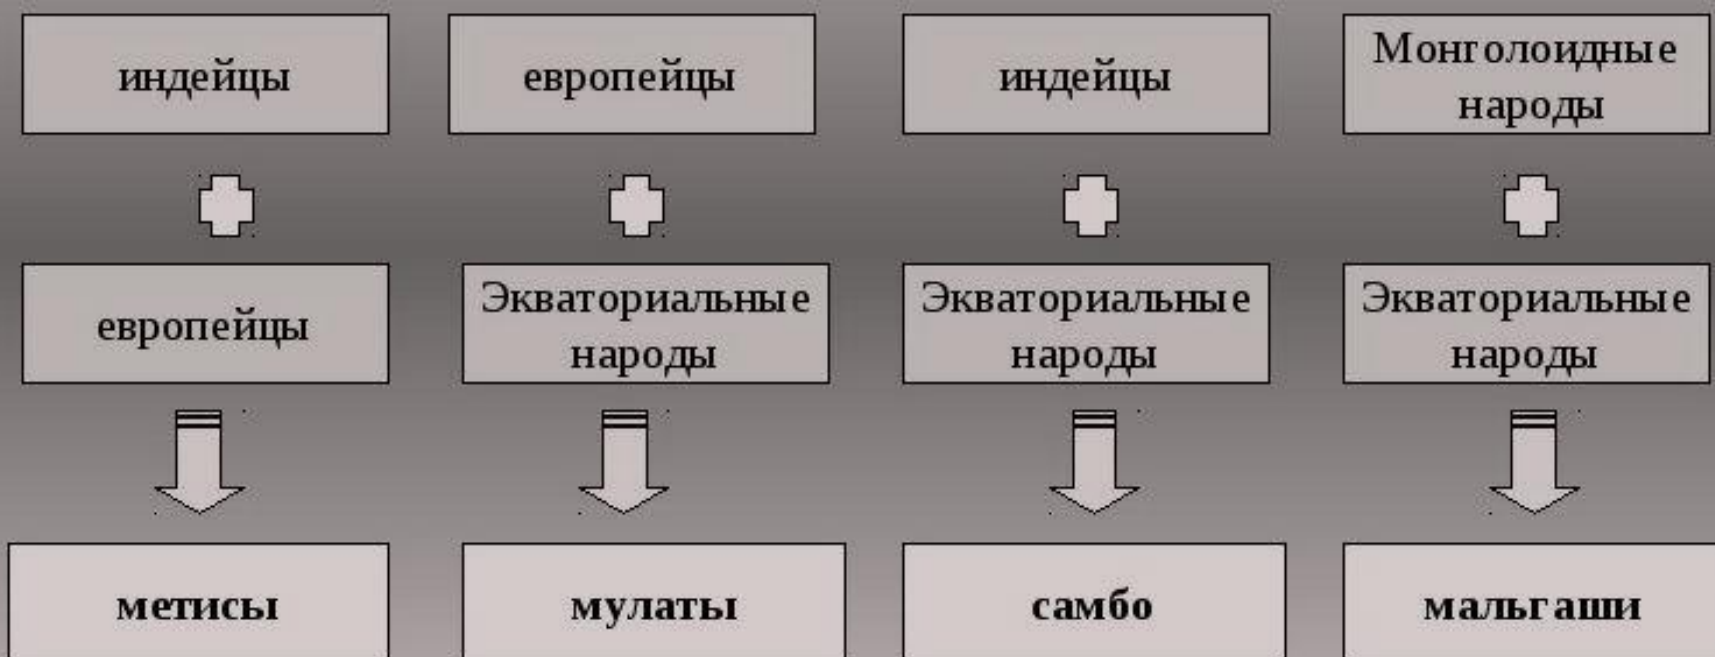 индейцы
европейцы
индейцы
Монголоидные
народы
европейцы
Экваториальные
народы
Экваториальные
народы
Экваториальные
народы
метисы
мулаты
самбо
мальгаши